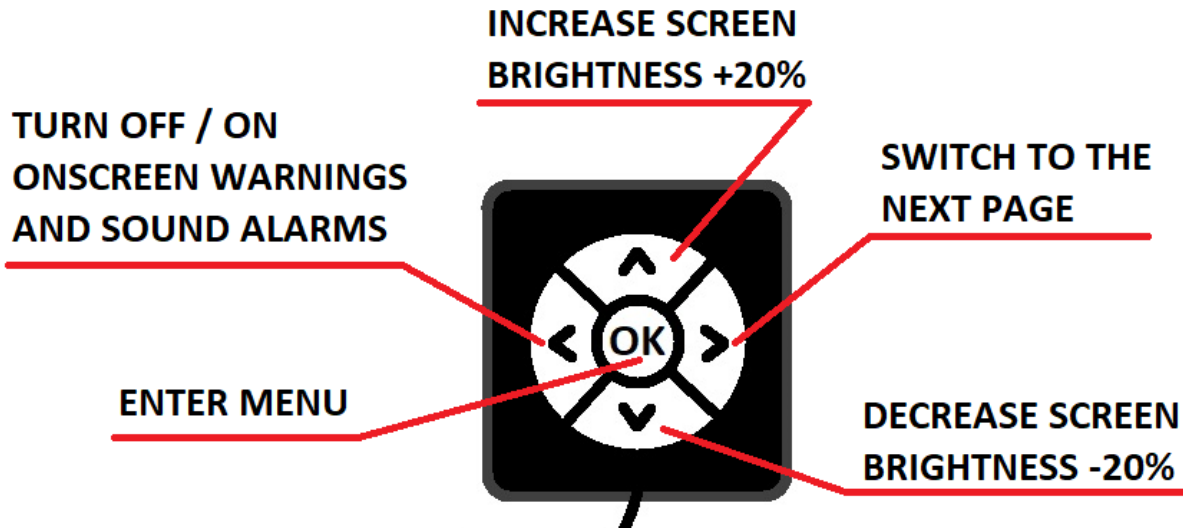 INCREASE SCREEN
BRIGHTNESS +20%
TURN OFF / ON
ONSCREEN WARNINGS
AND SOUND ALARMS
SWITCH TO THE
NEXT PAGE
OK
ENTER MENU
DECREASE SCREEN
BRIGHTNESS -20%